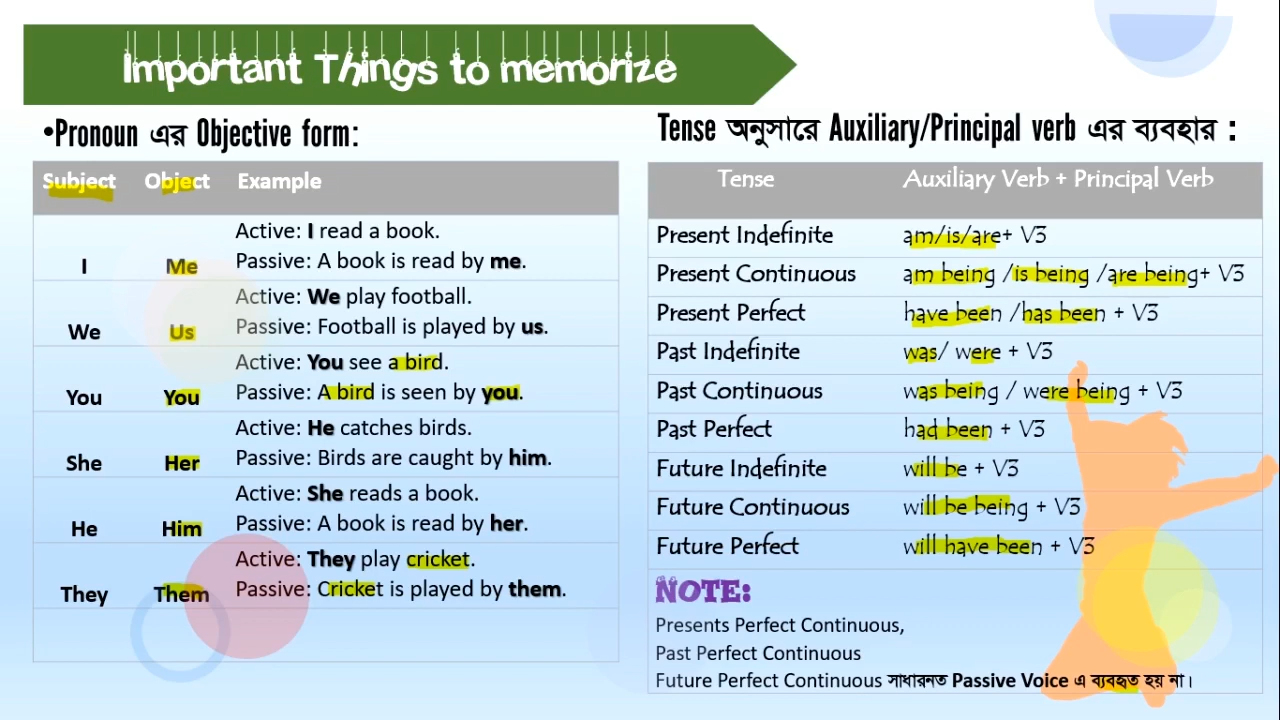 Important Things to memorize
•Pronoun এর Objective form:
Subject Object Example
Active: I read a book.
I Me Passive: A book is read by me.
Active: We play football.
We Us Passive: Football is played by us.
Active: You see a bird.
You You Passive: A bird is seen by you.
Active: He catches birds.
She Her Passive: Birds are caught by him.
Active: She reads a book.
He Him Passive: A book is read by her.
Active: They play cricket.
They Them Passive: Cricket is played by them.
Tense অনুসারে Auxiliary/Principal verb এর ব্যবহার :
Tense Auxiliary Verb + Principal Verb
Present Indefinite am/is/are+ V3
Present Continuous am being /is being /are being+ V3
Present Perfect have been /has been + V3
Past Indefinite was/ were + V3
Past Continuous was being / were being + V3
Past Perfect had been + V3
Future Indefinite will be + V3
Future Continuous will be being + V3
Future Perfect will have been + V3
NOTE:
Presents Perfect Continuous,
Past Perfect Continuous
Future Perfect Continuous সাধারনত Passive Voice এ ব্যবহৃত হয় না।